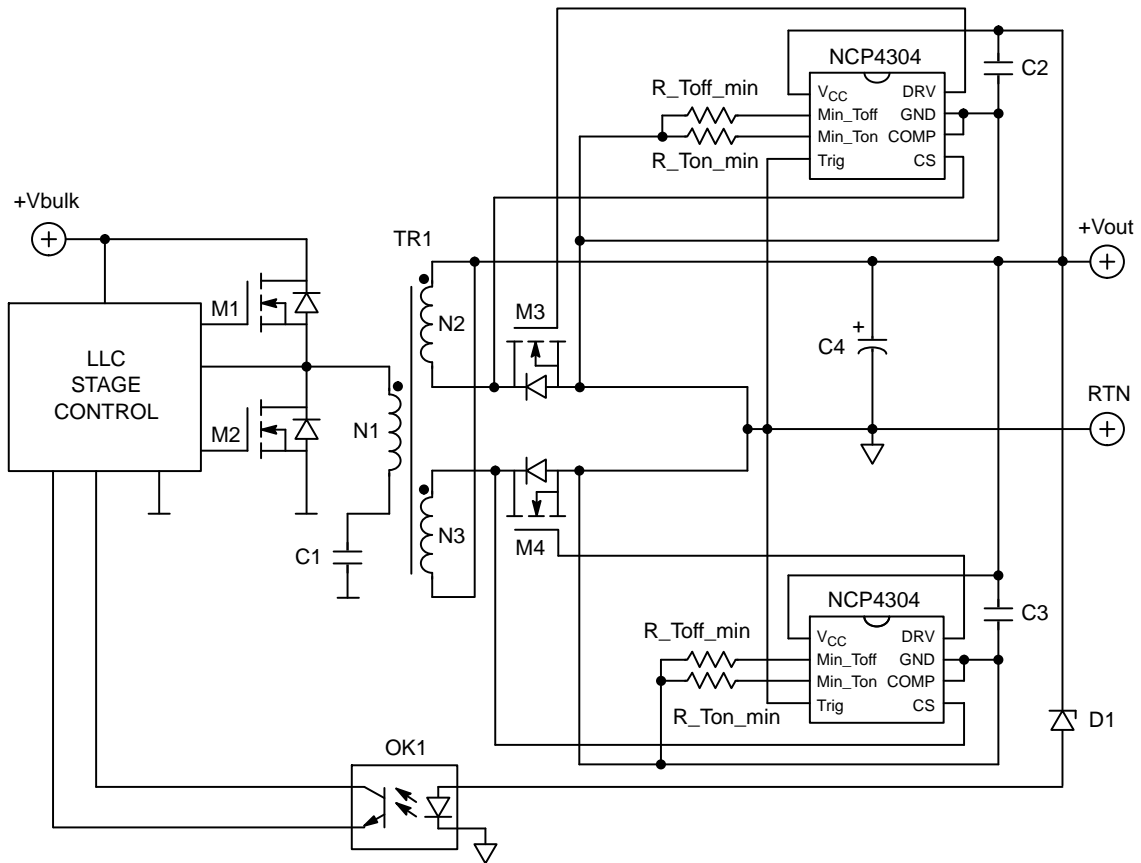 NCP4304
C2
R_Toff_min
VCC
DRV
Min_Toff
GND
Min_Ton
COMP
R_Ton_min
Trig
CS
+Vbulk
TR1
+Vout
M1
N2
M3
LLC
STAGE
CONTROL
+
C4
M2
N1
RTN
N3
M4
C1
NCP4304
C3
R_Toff_min
VCC
DRV
Min_Toff
GND
Min_Ton
COMP
R_Ton_min
Trig
CS
D1
OK1